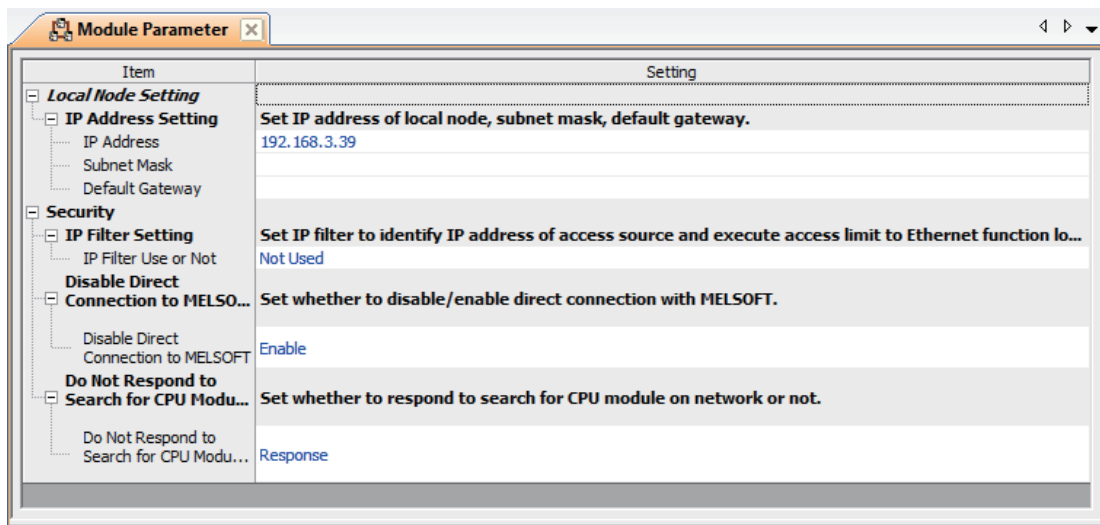 Module Parameter
Item Setting
Local Node Setting
IP Address Setting Set IP address of local node, subnet mask, default gateway.
IP Address 192.168.3.39
Subnet Mask
Default Gateway
Security
IP Filter Setting Set IP filter to identify IP address of access source and execute access limit to Ethernet function lo...
IP Filter Use or Not Not Used
Disable Direct
Connection to MELSO... Set whether to disable/enable direct connection with MELSOFT.
Disable Direct
Connection to MELSOFT Enable
Do Not Respond to
Search for CPU Modu... Set whether to respond to search for CPU module on network or not.
Do Not Respond to
Search for CPU Modu... Response